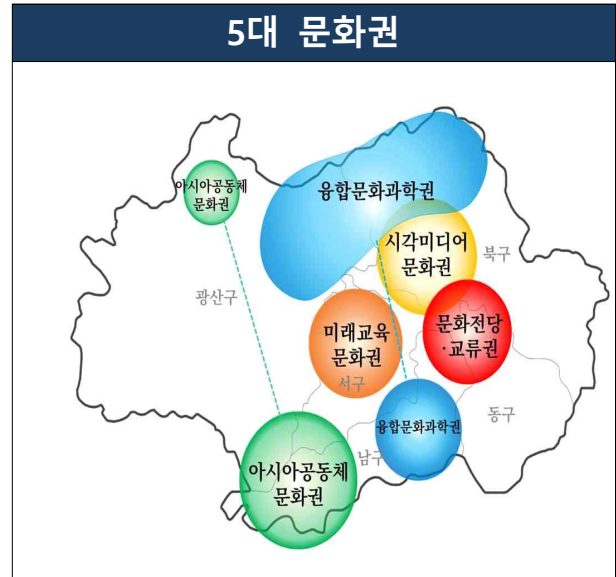 5대 문화권
아시아공동체
문화권
융합문화과학권
시각미디어
문화권
북구
광산구
미래교육
문화권
서구
문화전당
·교류권
동구
융합문화과학권
남구
아시아공동체
문화권